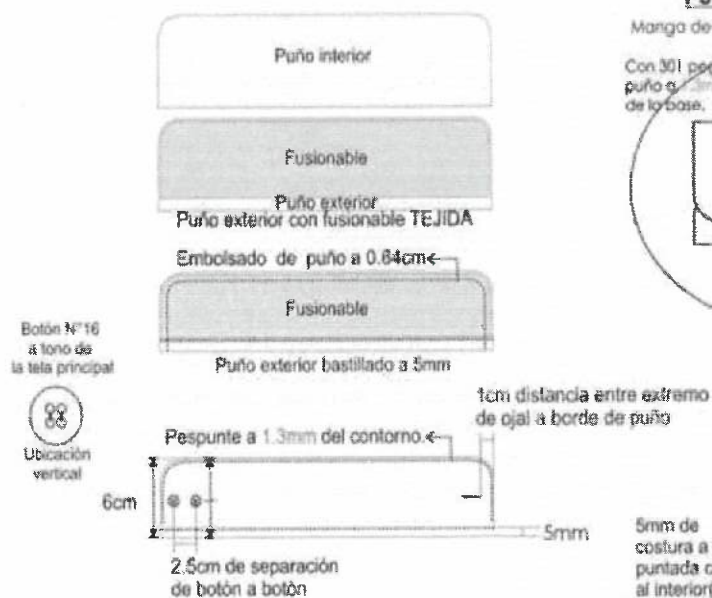 Puño interior
Fusionable
Puño exterior
Puño exterior con fusionable TEJIDA
Embolsado de puño a 0.64cm
Fusionable
Puño exterior bastillado a 5mm
Botón N°16
a tono de
la tela principal
Ubicación
vertical
Pespunte a 1.3mm del contorno.
1cm distancia entre extremo
de ojal a borde de puño
6cm
5mm
2.5cm de separación
de botón a botón
Manga de
Con 301
puño a
de la base.
5mm de
costura a
puntada
al interior